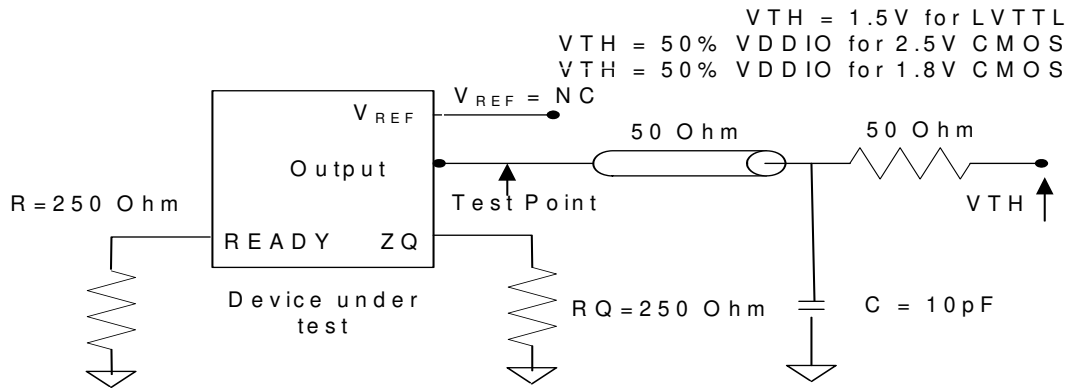 VTH = 1.5V for LVTTL
VTH = 50% VDDIO for 2.5V CMOS
VTH = 50% VDDIO for 1.8V CMOS
VREF = NC
VREF
50 Ohm
50 Ohm
Output
R=250 Ohm
Test Point
VTH
READY
ZQ
Device under
test
RQ=250 Ohm
C = 10pF